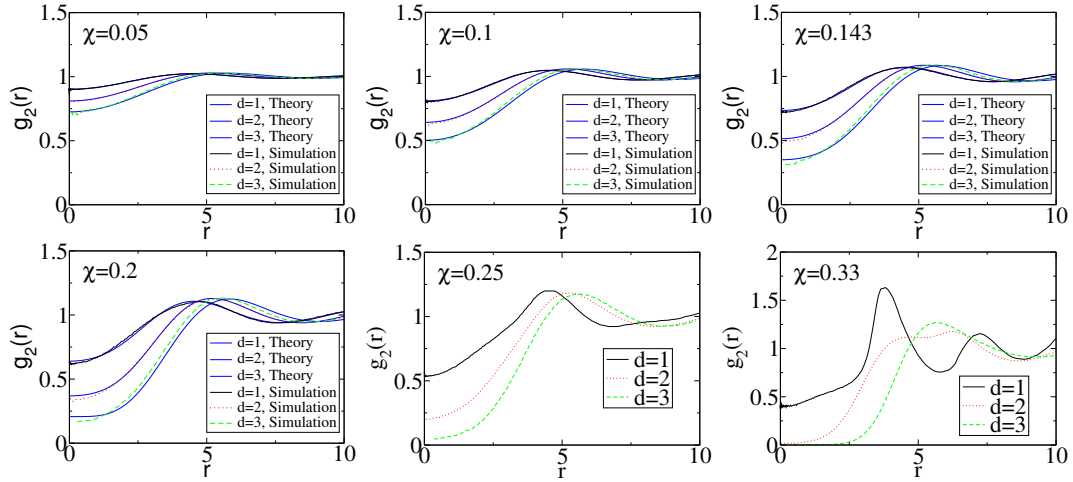 χ=0.05
g2(r)
1.5
1
0.5
0
0
5
10
r
d=1, Theory
d=2, Theory
d=3, Theory
d=1, Simulation
d=2, Simulation
d=3, Simulation
χ=0.1
g2(r)
1.5
1
0.5
0
0
5
10
r
d=1, Theory
d=2, Theory
d=3, Theory
d=1, Simulation
d=2, Simulation
d=3, Simulation
χ=0.143
g2(r)
1.5
1
0.5
0
0
5
10
r
d=1, Theory
d=2, Theory
d=3, Theory
d=1, Simulation
d=2, Simulation
d=3, Simulation
χ=0.2
g2(r)
1.5
1
0.5
0
0
5
10
r
d=1, Theory
d=2, Theory
d=3, Theory
d=1, Simulation
d=2, Simulation
d=3, Simulation
χ=0.25
g2(r)
1.5
1
0.5
0
0
5
10
r
d=1
d=2
d=3
χ=0.33
g2(r)
2
1.5
1
0.5
0
0
5
10
r
d=1
d=2
d=3